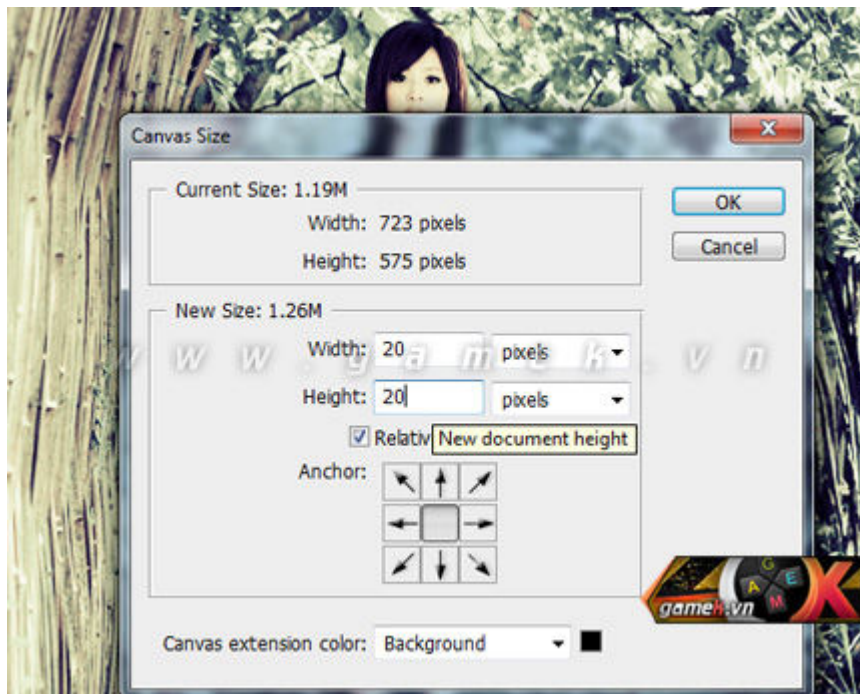 Canvas Size
Current Size: 1.19M
Width: 723 pixels
Height: 575 pixels
OK
Cancel
New Size: 1.26M
Width: 20 pixels
www.gamek.vn
Height: 20 pixels
Relativ New document height
Anchor:
gamek.vn
G
A E
M
Canvas extension color: Background